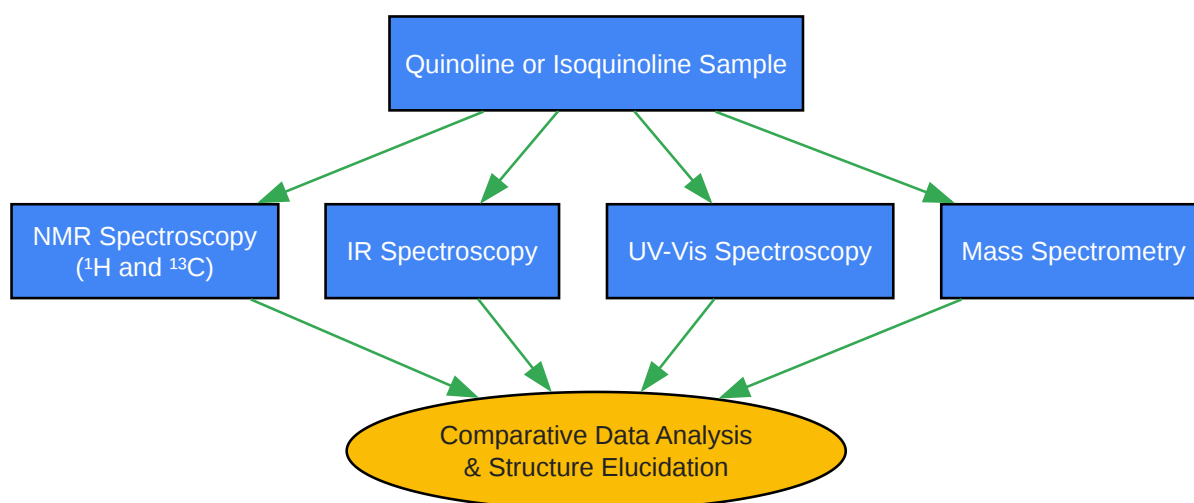 Quinoline or Isoquinoline Sample
NMR Spectroscopy
(¹H and ¹³C)
IR Spectroscopy
UV-Vis Spectroscopy
Mass Spectrometry
Comparative Data Analysis
& Structure Elucidation